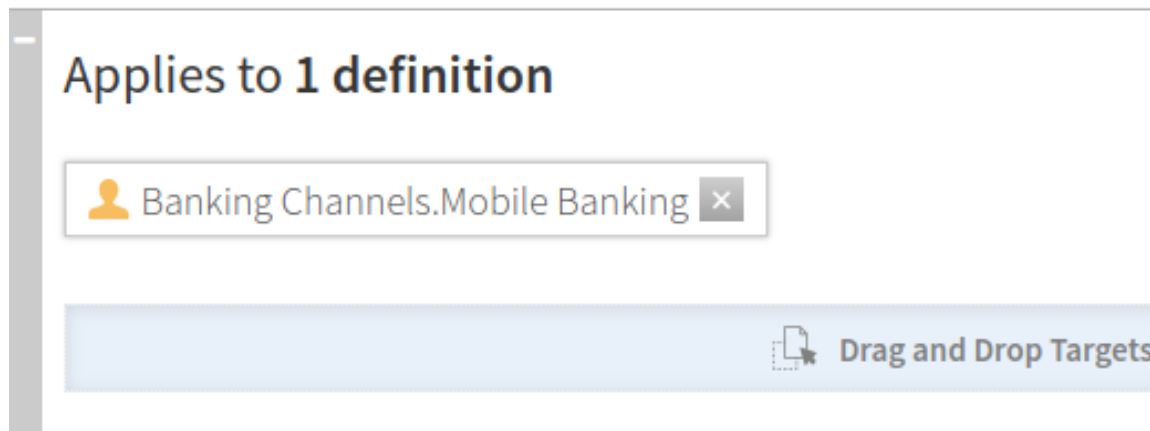 Applies to 1 definition
Banking Channels.Mobile Banking
Drag and Drop Targets